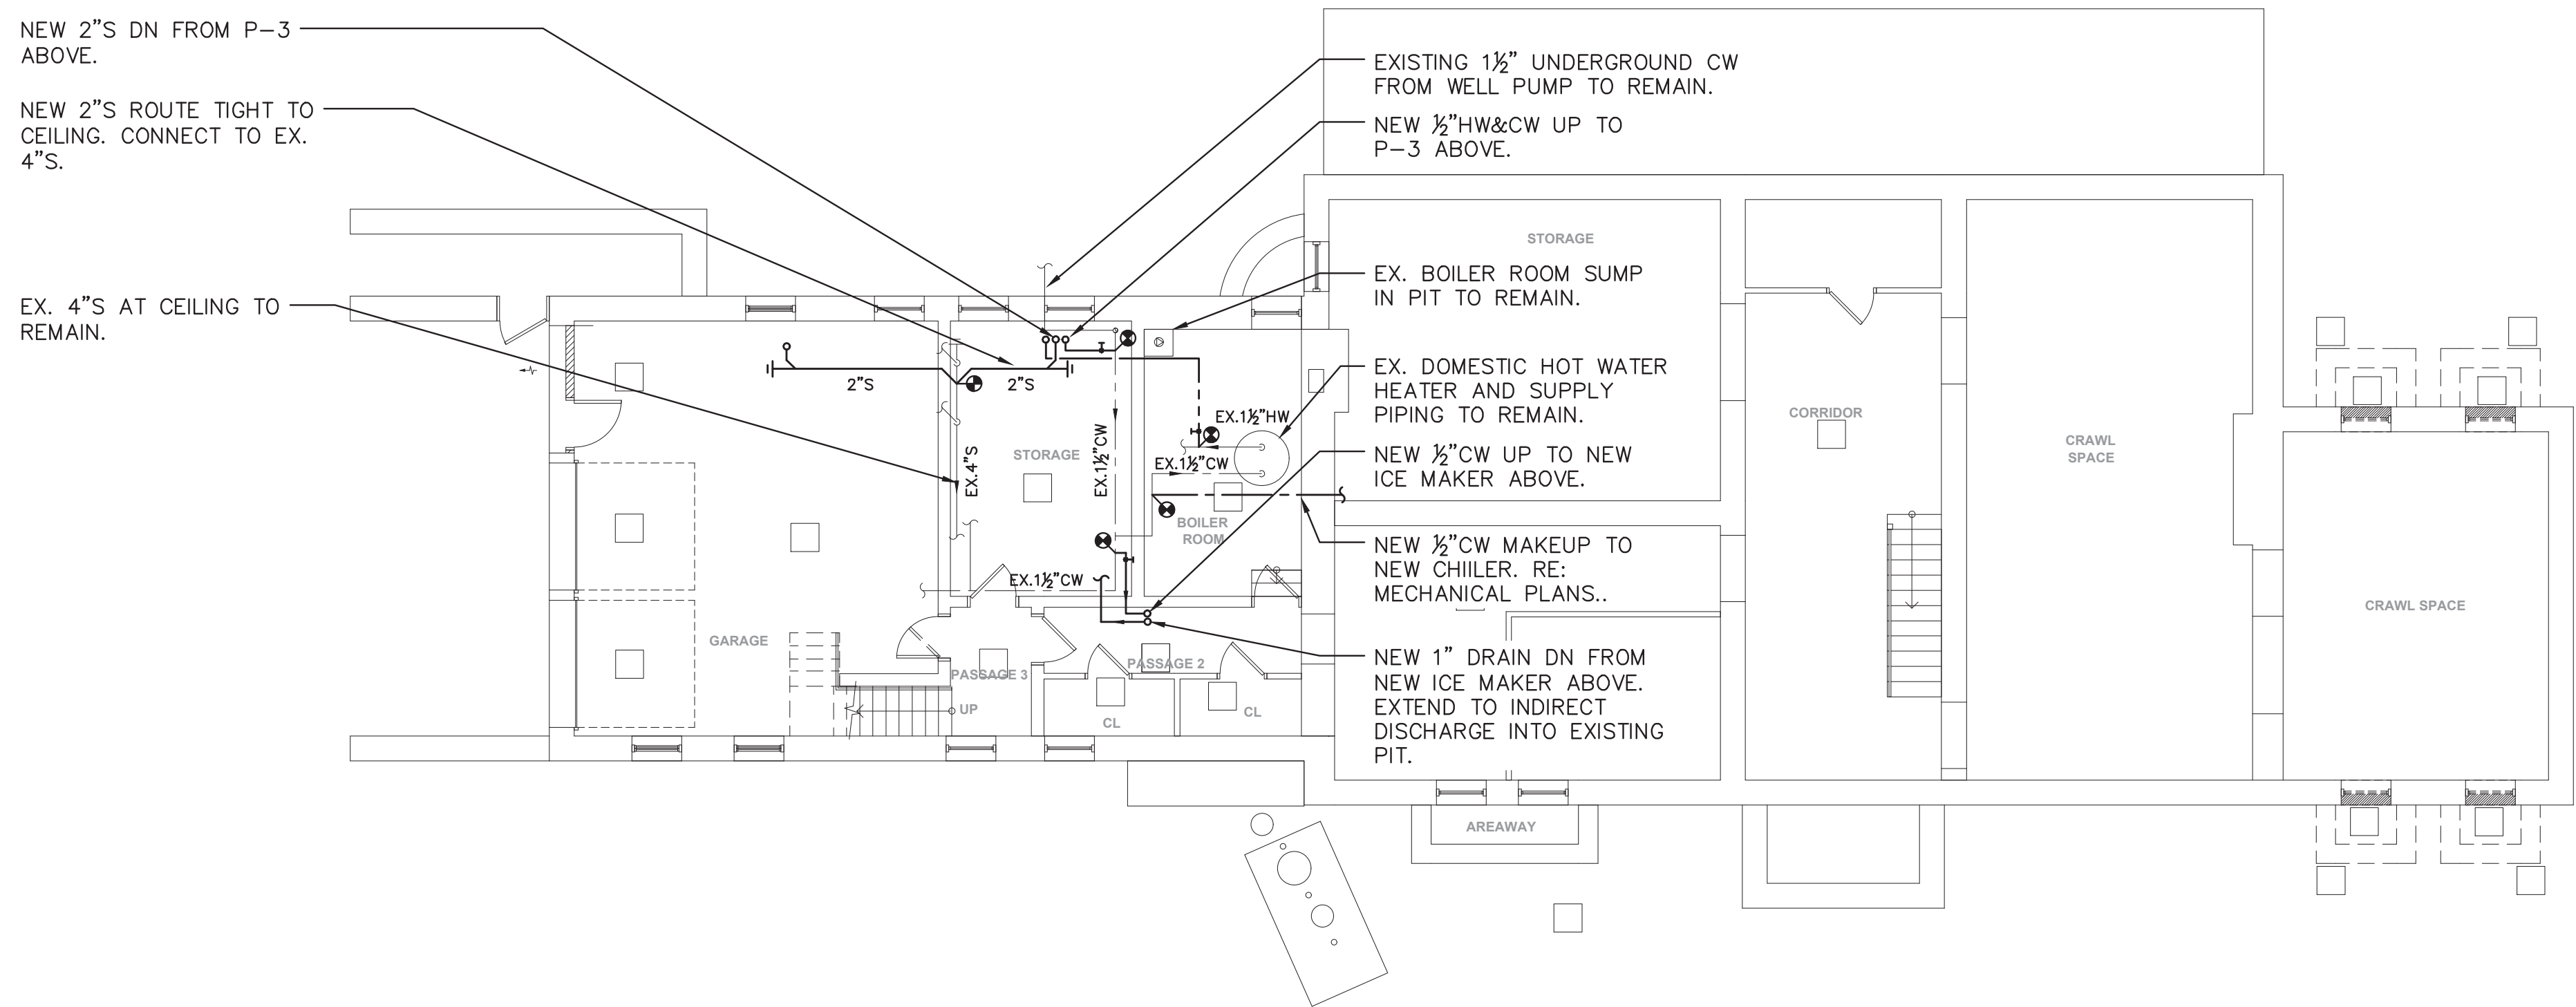 NEW 2”S DN FROM P-3
ABOVE.
NEW 2”S ROUTE TIGHT TO
CEILING. CONNECT TO EX.
4”S.
EX. 4”S AT CEILING TO
REMAIN.
EXISTING 1½” UNDERGROUND CW
FROM WELL PUMP TO REMAIN.
NEW ½”HW&CW UP TO
P-3 ABOVE.
EX. BOILER ROOM SUMP
IN PIT TO REMAIN.
EX. DOMESTIC HOT WATER
HEATER AND SUPPLY
PIPING TO REMAIN.
NEW ½”CW UP TO NEW
ICE MAKER ABOVE.
NEW ½”CW MAKEUP TO
NEW CHIILER. RE:
MECHANICAL PLANS..
NEW 1” DRAIN DN FROM
NEW ICE MAKER ABOVE.
EXTEND TO INDIRECT
DISCHARGE INTO EXISTING
PIT.
2”S
2”S
EX.4”S
STORAGE
EX.1½”CW
EX.1½”HW
EX.1½”CW
BOILER
ROOM
EX.1½”CW
GARAGE
PASSAGE 3
PASSAGE 2
UP
CL
CL
STORAGE
CORRIDOR
CRAWL
SPACE
CRAWL SPACE
AREAWAY